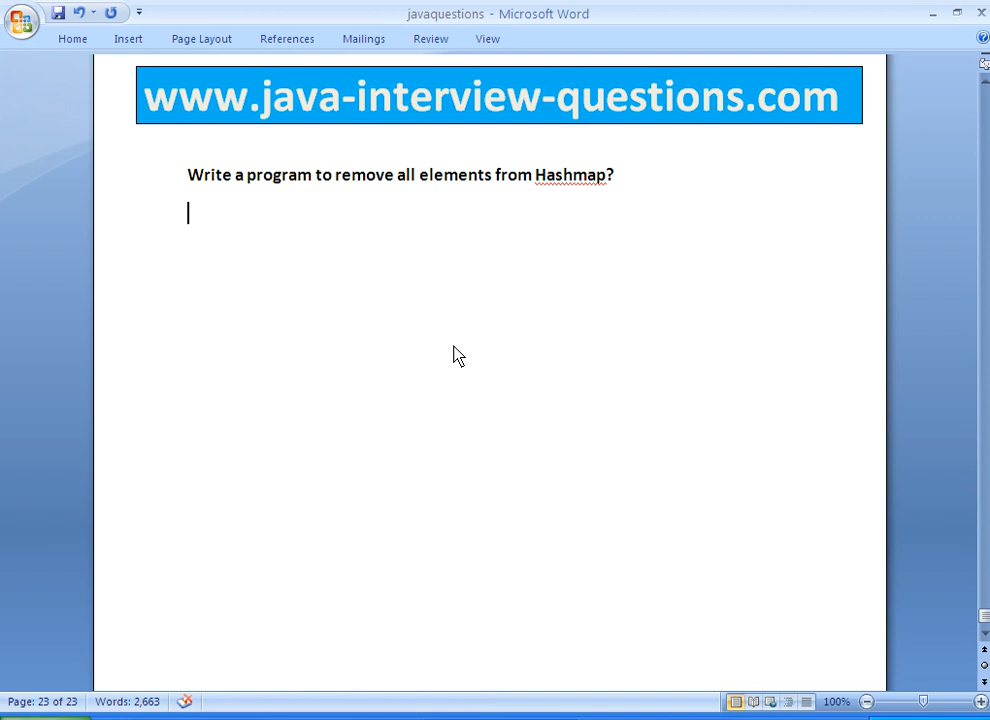 javaquestions - Microsoft Word
Home Insert Page Layout References Mailings Review View
www.java-interview-questions.com
Write a program to remove all elements from Hashmap?
Page: 23 of 23 Words: 2,663 100%